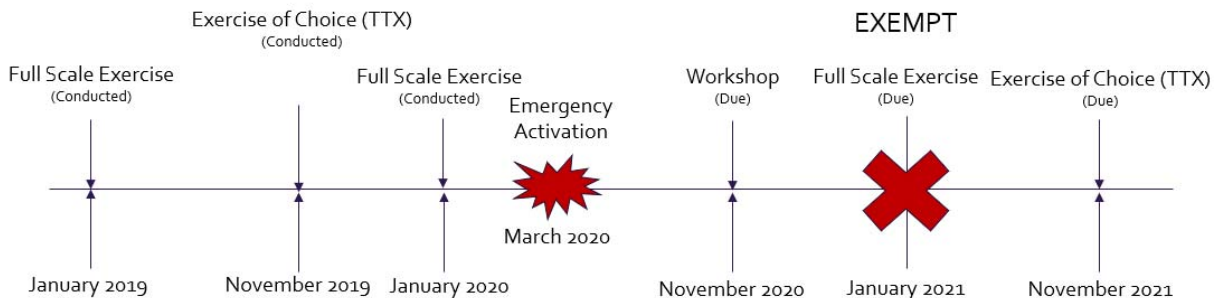 Exercise of Choice (TTX)
(Conducted)
EXEMPT
Full Scale Exercise
(Conducted)
Full Scale Exercise
(Conducted)
Emergency
Activation
Workshop
(Due)
Full Scale Exercise
(Due)
Exercise of Choice (TTX)
(Due)
January 2019
November 2019
January 2020
March 2020
November 2020
January 2021
November 2021